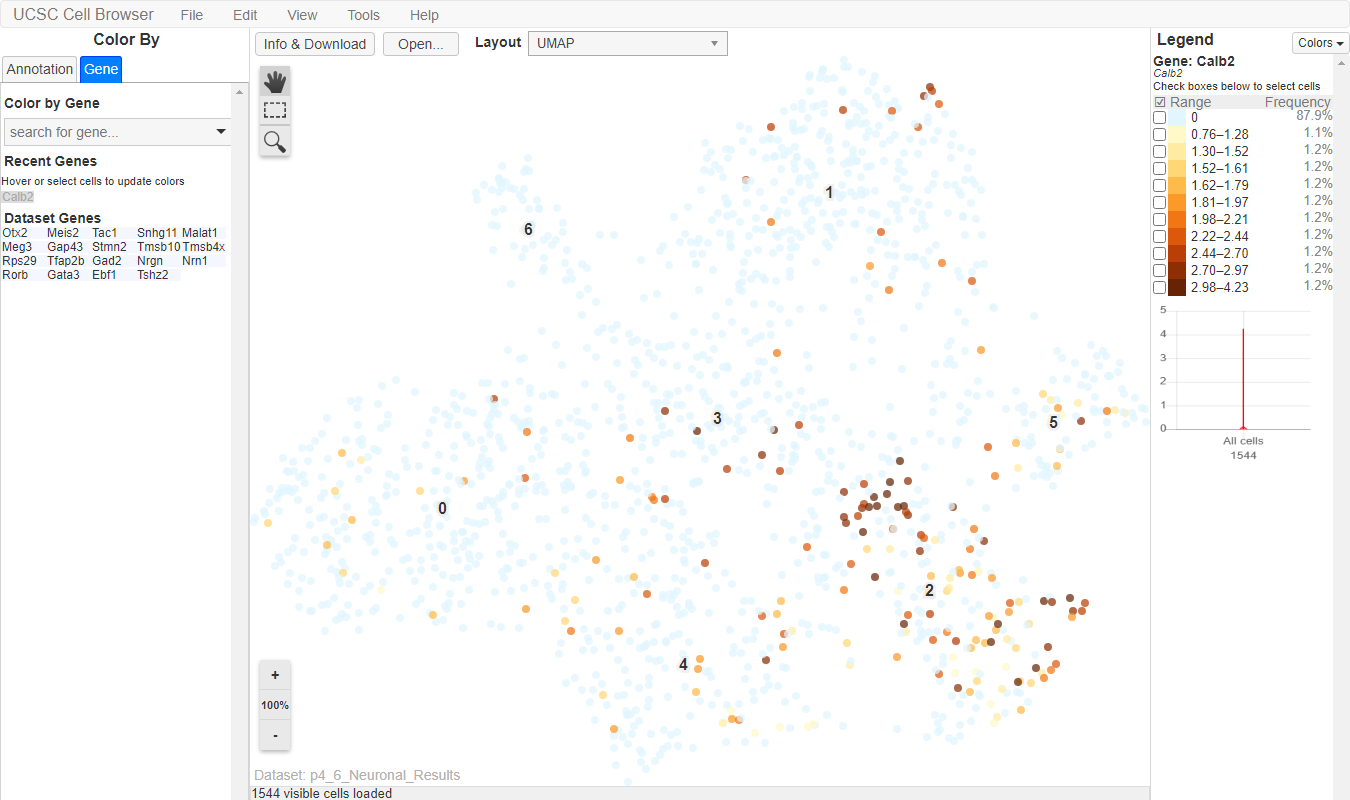 UCSC Cell Browser File Edit View Tools Help
Color By
Annotation Gene
Color by Gene
search for gene...
Recent Genes
Hover or select cells to update colors
Calb2
Dataset Genes
Otx2 Meis2 Tac1 Snhg11 Malat1
Meg3 Gap43 Stmn2 Tmsb10 Tmsb4x
Rps29 Tfap2b Gad2 Nrgn Nrn1
Rorb Gata3 Ebf1 Tshz2
Info & Download Open... Layout UMAP
1
6
3
5
0
2
4
+
100%
-
Dataset: p4_6_Neuronal_Results
1544 visible cells loaded
Legend Colors
Gene: Calb2
Calb2
Check boxes below to select cells
Range Frequency
0 87.9%
0.76–1.28 1.1%
1.30–1.52 1.2%
1.52–1.61 1.2%
1.62–1.79 1.2%
1.81–1.97 1.2%
1.98–2.21 1.2%
2.22–2.44 1.2%
2.44–2.70 1.2%
2.70–2.97 1.2%
2.98–4.23 1.2%
5
4
3
2
1
0
All cells
1544